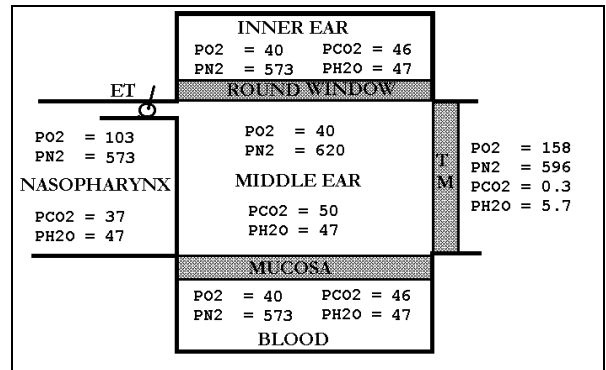 INNER EAR
PO2 = 40 PCO2 = 46
PN2 = 573 PH2O = 47
ROUND WINDOW
ET
PO2 = 103
PN2 = 573
NASOPHARYNX
PCO2 = 37
PH2O = 47
PO2 = 40
PN2 = 620
MIDDLE EAR
PCO2 = 50
PH2O = 47
T
M
PO2 = 158
PN2 = 596
PCO2 = 0.3
PH2O = 5.7
MUCOSA
PO2 = 40 PCO2 = 46
PN2 = 573 PH2O = 47
BLOOD